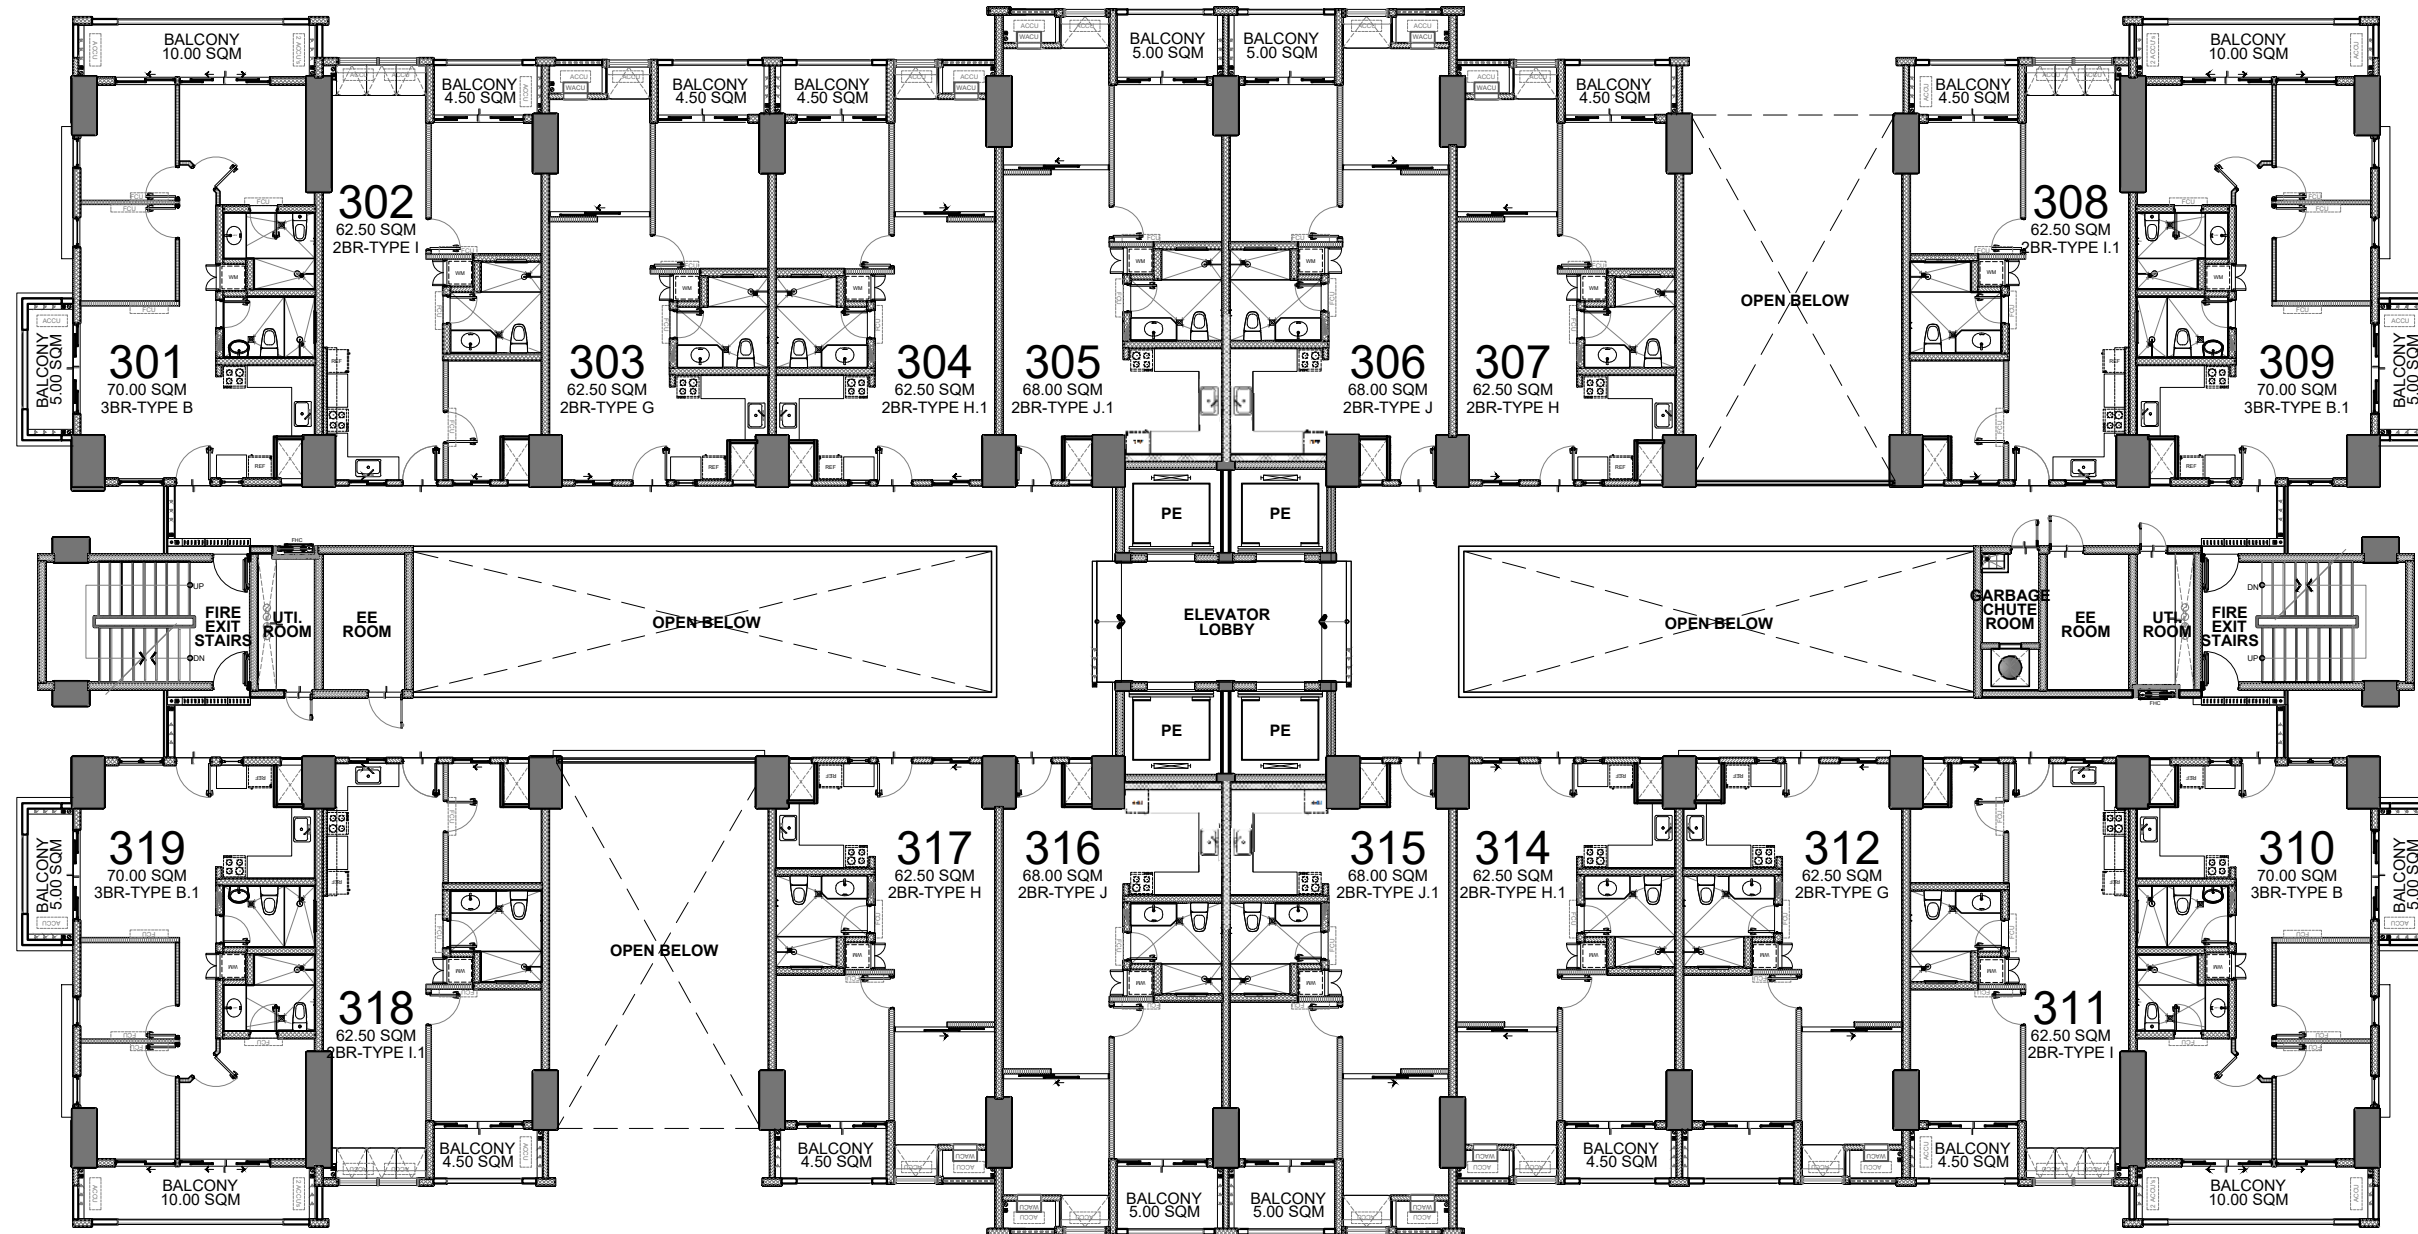 BALCONY
10.00 SQM
BALCONY
4.50 SQM
BALCONY
4.50 SQM
BALCONY
4.50 SQM
BALCONY
5.00 SQM
BALCONY
5.00 SQM
BALCONY
4.50 SQM
BALCONY
4.50 SQM
BALCONY
10.00 SQM
301
70.00 SQM
3BR-TYPE B
BALCONY
5.00 SQM
302
62.50 SQM
2BR-TYPE I
303
62.50 SQM
2BR-TYPE G
304
62.50 SQM
2BR-TYPE H.1
305
68.00 SQM
2BR-TYPE J.1
306
68.00 SQM
2BR-TYPE J
307
62.50 SQM
2BR-TYPE H
OPEN BELOW
308
62.50 SQM
2BR-TYPE I.1
309
70.00 SQM
3BR-TYPE B.1
BALCONY
5.00 SQM
PE
PE
FIRE
EXIT
STAIRS
UP
DN
UTI.
ROOM
EE
ROOM
FHC
OPEN BELOW
ELEVATOR
LOBBY
OPEN BELOW
GARBAGE
CHUTE
ROOM
EE
ROOM
UTI.
ROOM
FHC
FIRE
EXIT
STAIRS
DN
UP
PE
PE
319
70.00 SQM
3BR-TYPE B.1
BALCONY
5.00 SQM
318
62.50 SQM
2BR-TYPE I.1
OPEN BELOW
317
62.50 SQM
2BR-TYPE H
316
68.00 SQM
2BR-TYPE J
315
68.00 SQM
2BR-TYPE J.1
314
62.50 SQM
2BR-TYPE H.1
312
62.50 SQM
2BR-TYPE G
311
62.50 SQM
2BR-TYPE I
310
70.00 SQM
3BR-TYPE B
BALCONY
5.00 SQM
BALCONY
10.00 SQM
BALCONY
4.50 SQM
BALCONY
4.50 SQM
BALCONY
5.00 SQM
BALCONY
5.00 SQM
BALCONY
4.50 SQM
BALCONY
4.50 SQM
BALCONY
10.00 SQM